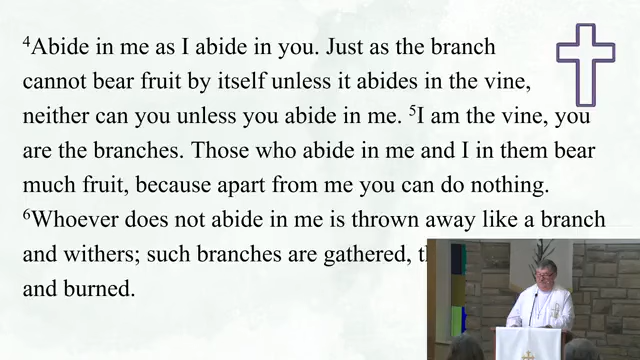 ⁴Abide in me as I abide in you. Just as the branch
cannot bear fruit by itself unless it abides in the vine,
neither can you unless you abide in me. ⁵I am the vine, you
are the branches. Those who abide in me and I in them bear
much fruit, because apart from me you can do nothing.
⁶Whoever does not abide in me is thrown away like a branch
and withers; such branches are gathered,
and burned.